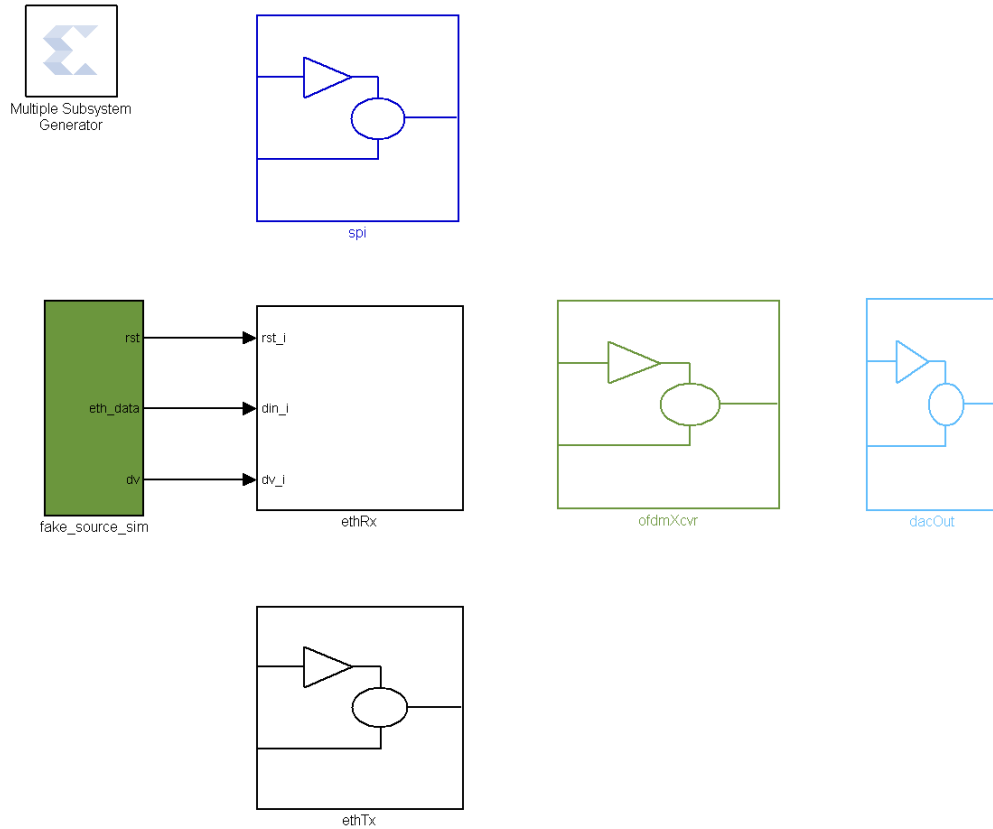 Multiple Subsystem
Generator
spi
rst
rst_i
eth_data
din_i
dv
dv_i
fake_source_sim
ethRx
ofdmXcvr
dacOut
ethTx